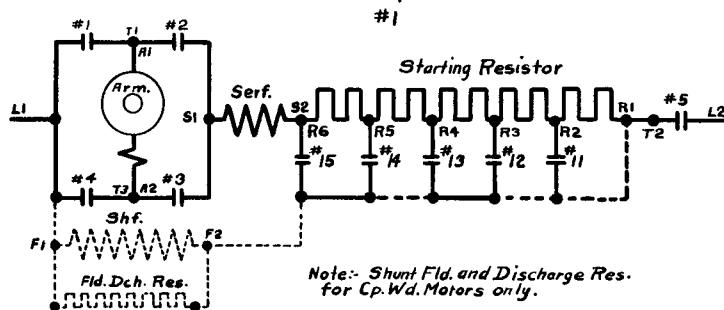 #1
#1 T1 #2
A1
Arm.
L1 S1 Serf. S2 Starting Resistor R1 #5 L2
R6 R5 R4 R3 R2 T2
#15 #14 #13 #12 #11
#4 T3 A2 #3
Shf.
F1 F2
Fld. Dch. Res.
Note:- Shunt Fld. and Discharge Res.
for Cp. Wd. Motors only.